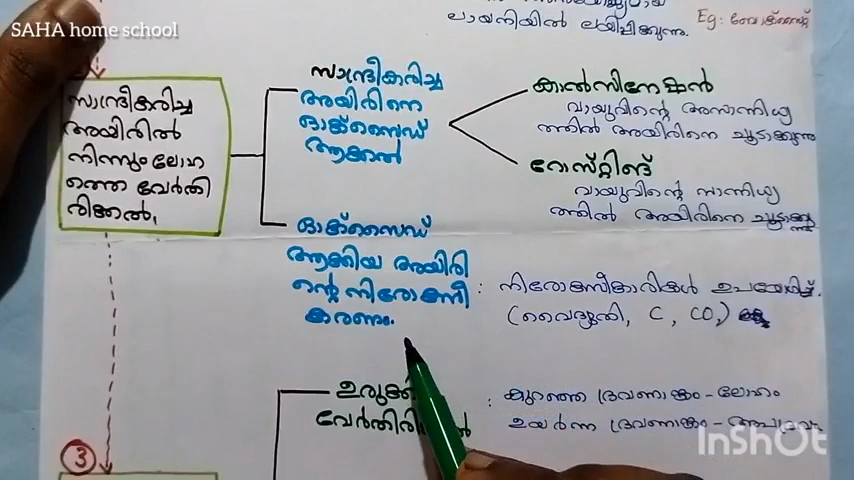 SAHA home school
ലായനിയിൽ ലയിപ്പിക്കുന്നു.
Eg: ബോക്സൈറ്റ്
സാന്ദ്രീകരിച്ച
അയിരിൽ
നിന്നും ലോഹ
ത്തെ വേർതി
രിക്കൽ.
സാന്ദ്രീകരിച്ച
അയിരിനെ
ഓക്സൈഡ്
ആക്കൽ
കാൽസിനേഷൻ
വായുവിന്റെ അസാന്നിധ്യ
ത്തിൽ അയിരിനെ ചൂടാക്കുന്നു
റോസ്റ്റിങ്
വായുവിന്റെ സാന്നിധ്യ
ത്തിൽ അയിരിനെ ചൂടാക്കുന്നു
ഓക്സൈഡ്
ആക്കിയ അയിരി
ന്റെ നിരോക്സീ
കരണം.
: നിരോക്സീകാരികൾ ഉപയോഗിച്ച്.
(വൈദ്യുതി, C, CO,)
: കുറഞ്ഞ ദ്രവണാങ്കം - ലോഹം
ഉയർന്ന ദ്രവണാങ്കം -
3
InShOt